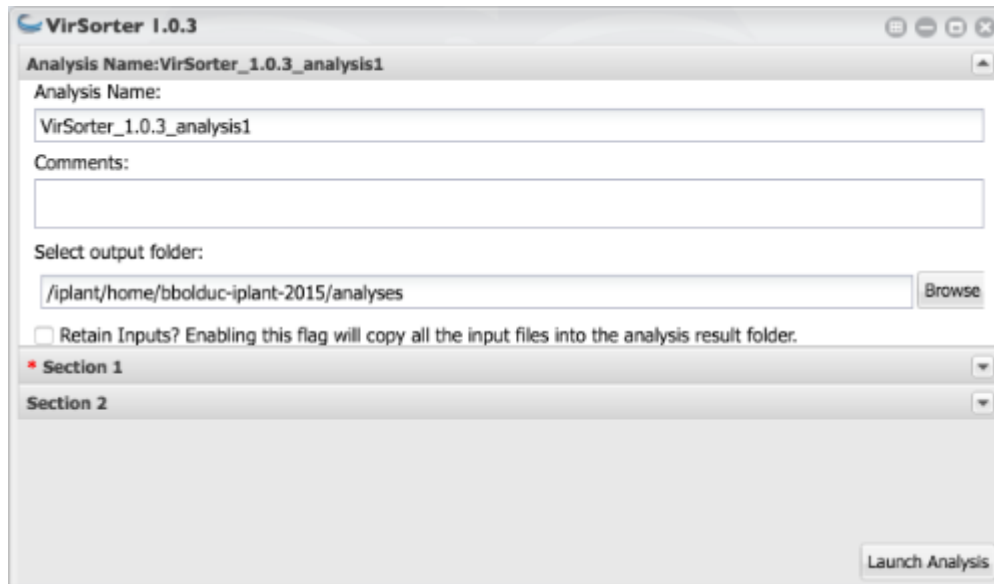 VirSorter 1.0.3
Analysis Name:VirSorter_1.0.3_analysis1
Analysis Name:
VirSorter_1.0.3_analysis1
Comments:
Select output folder:
/iplant/home/bbolduc-iplant-2015/analyses
Browse
Retain Inputs? Enabling this flag will copy all the input files into the analysis result folder.
* Section 1
Section 2
Launch Analysis